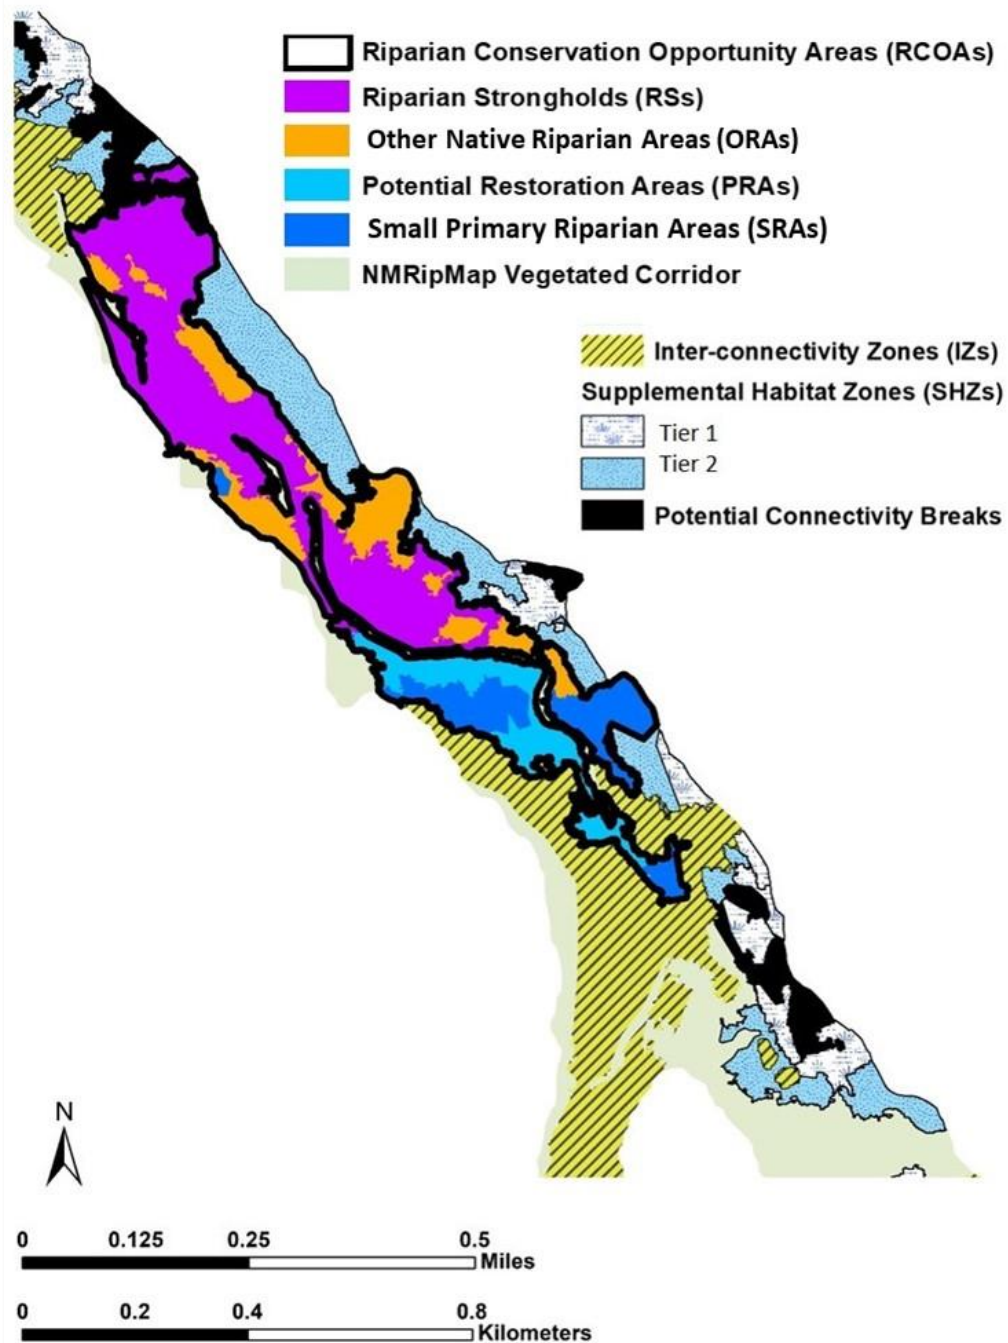 Riparian Conservation Opportunity Areas (RCOAs)
Riparian Strongholds (RSs)
Other Native Riparian Areas (ORAs)
Potential Restoration Areas (PRAs)
Small Primary Riparian Areas (SRAs)
NMRipMap Vegetated Corridor
Inter-connectivity Zones (IZs)
Supplemental Habitat Zones (SHZs)
Tier 1
Tier 2
Potential Connectivity Breaks
N
0 0.125 0.25 0.5
Miles
0 0.2 0.4 0.8
Kilometers